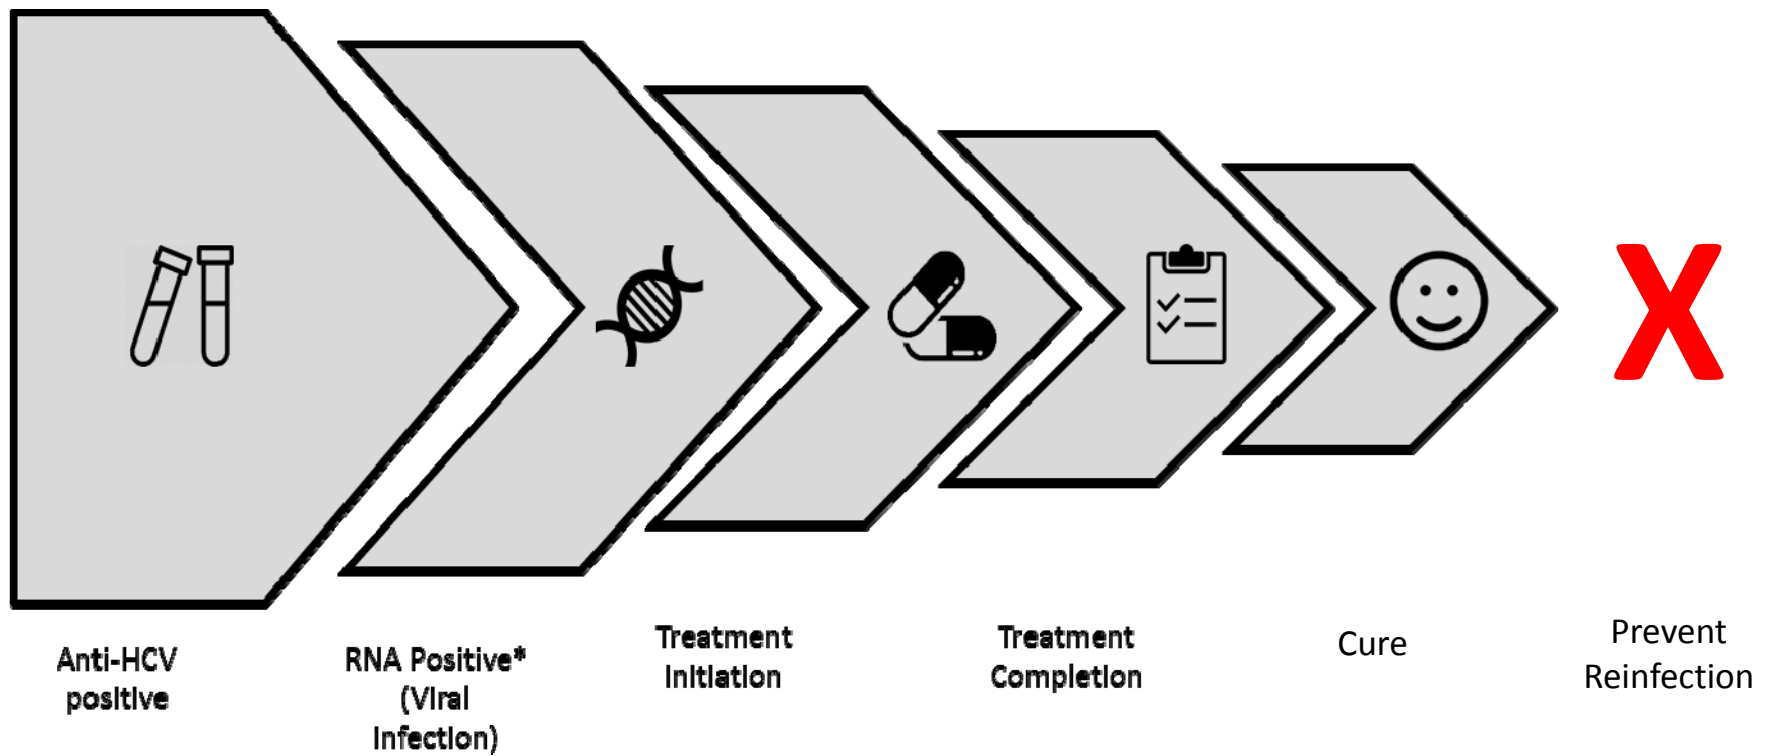 Anti-HCV
positive
RNA Positive*
(Viral
Infection)
Treatment
Initiation
Treatment
Completion
Cure
X
Prevent
Reinfection